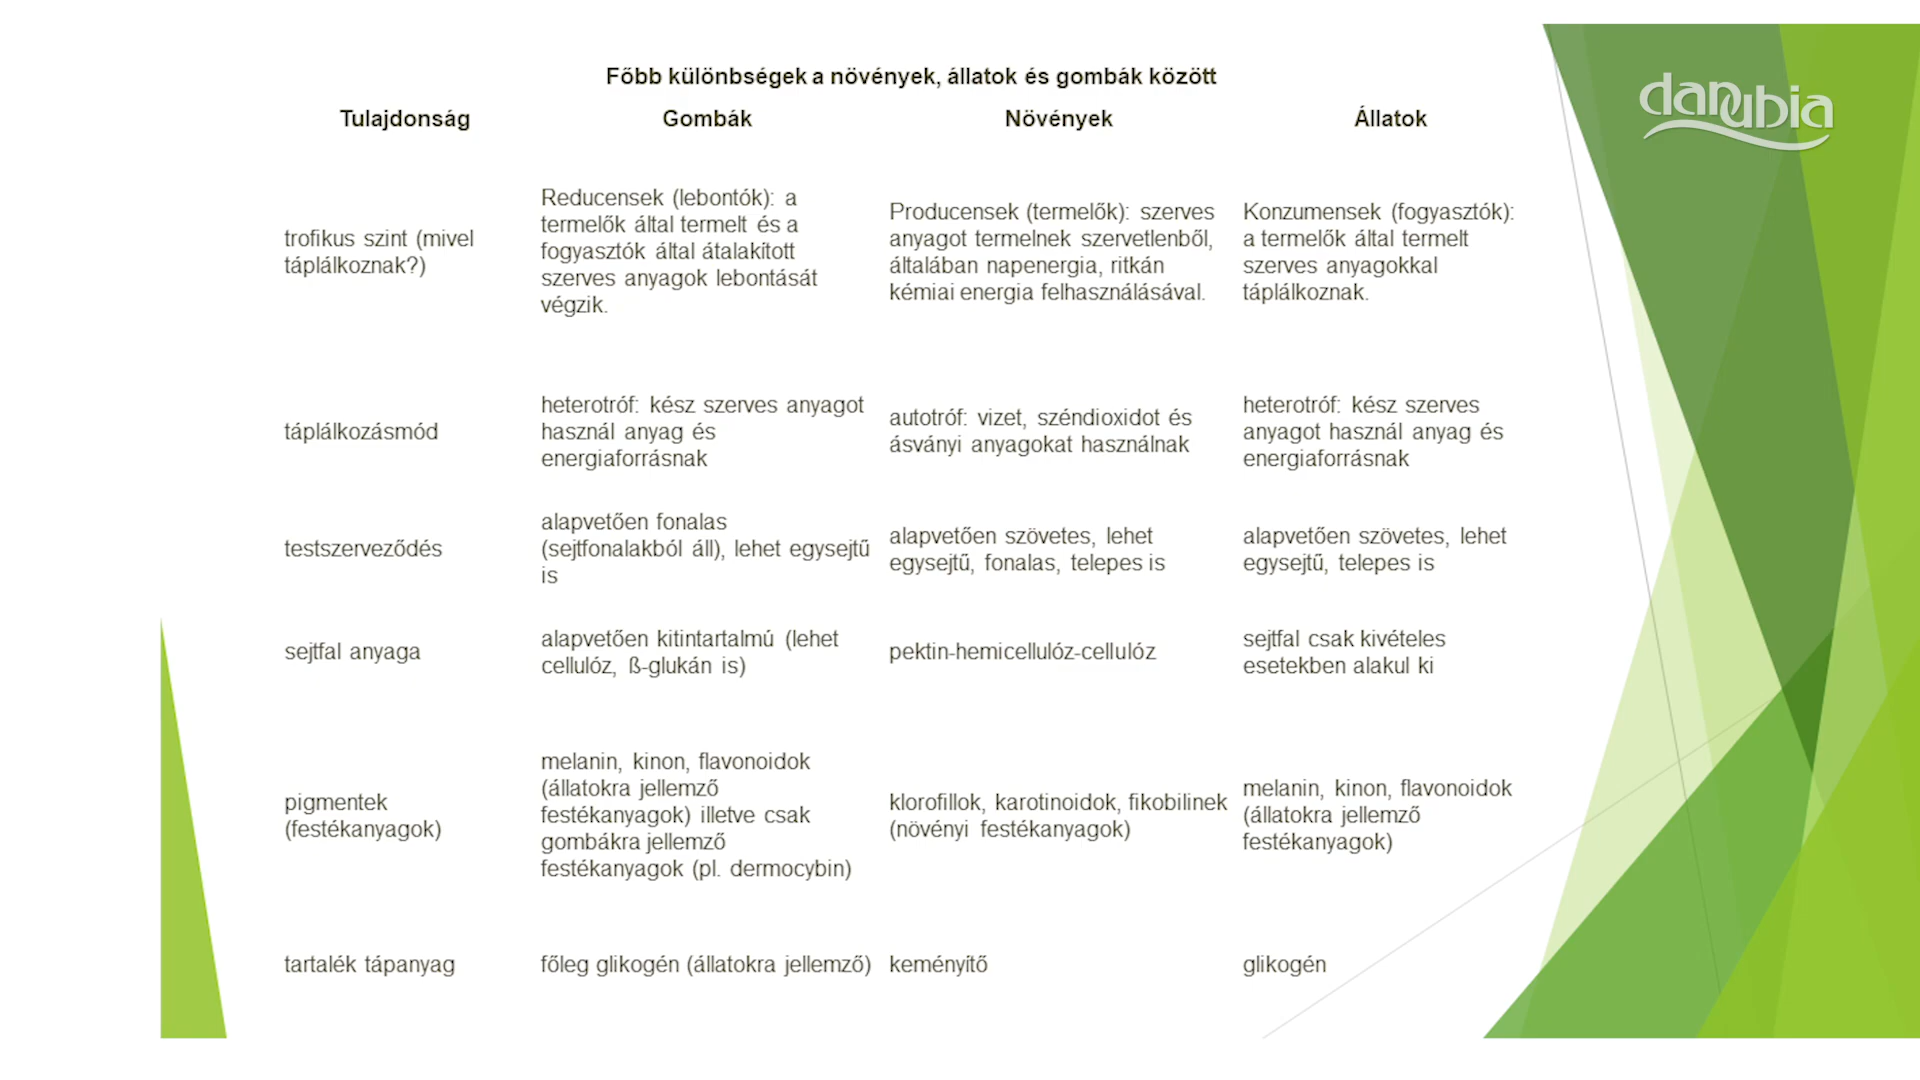 Főbb különbségek a növények, állatok és gombák között
Tulajdonság Gombák Növények Állatok
trofikus szint (mivel
táplálkoznak?)
Reducensek (lebontók): a
termelők által termelt és a
fogyasztók által átalakított
szerves anyagok lebontását
végzik.
Producensek (termelők): szerves
anyagot termelnek szervetlenből,
általában napenergia, ritkán
kémiai energia felhasználásával.
Konzumensek (fogyasztók):
a termelők által termelt
szerves anyagokkal
táplálkoznak.
táplálkozásmód
heterotróf: kész szerves anyagot
használ anyag és
energiaforrásnak
autotróf: vizet, széndioxidot és
ásványi anyagokat használnak
heterotróf: kész szerves
anyagot használ anyag és
energiaforrásnak
testszerveződés
alapvetően fonalas
(sejtfonalakból áll), lehet egysejtű
is
alapvetően szövetes, lehet
egysejtű, fonalas, telepes is
alapvetően szövetes, lehet
egysejtű, telepes is
sejtfal anyaga
alapvetően kitintartalmú (lehet
cellulóz, ß-glukán is)
pektin-hemicellulóz-cellulóz
sejtfal csak kivételes
esetekben alakul ki
pigmentek
(festékanyagok)
melanin, kinon, flavonoidok
(állatokra jellemző
festékanyagok) illetve csak
gombákra jellemző
festékanyagok (pl. dermocybin)
klorofillok, karotinoidok, fikobilinek
(növényi festékanyagok)
melanin, kinon, flavonoidok
(állatokra jellemző
festékanyagok)
tartalék tápanyag
főleg glikogén (állatokra jellemző)
keményítő
glikogén
danubia